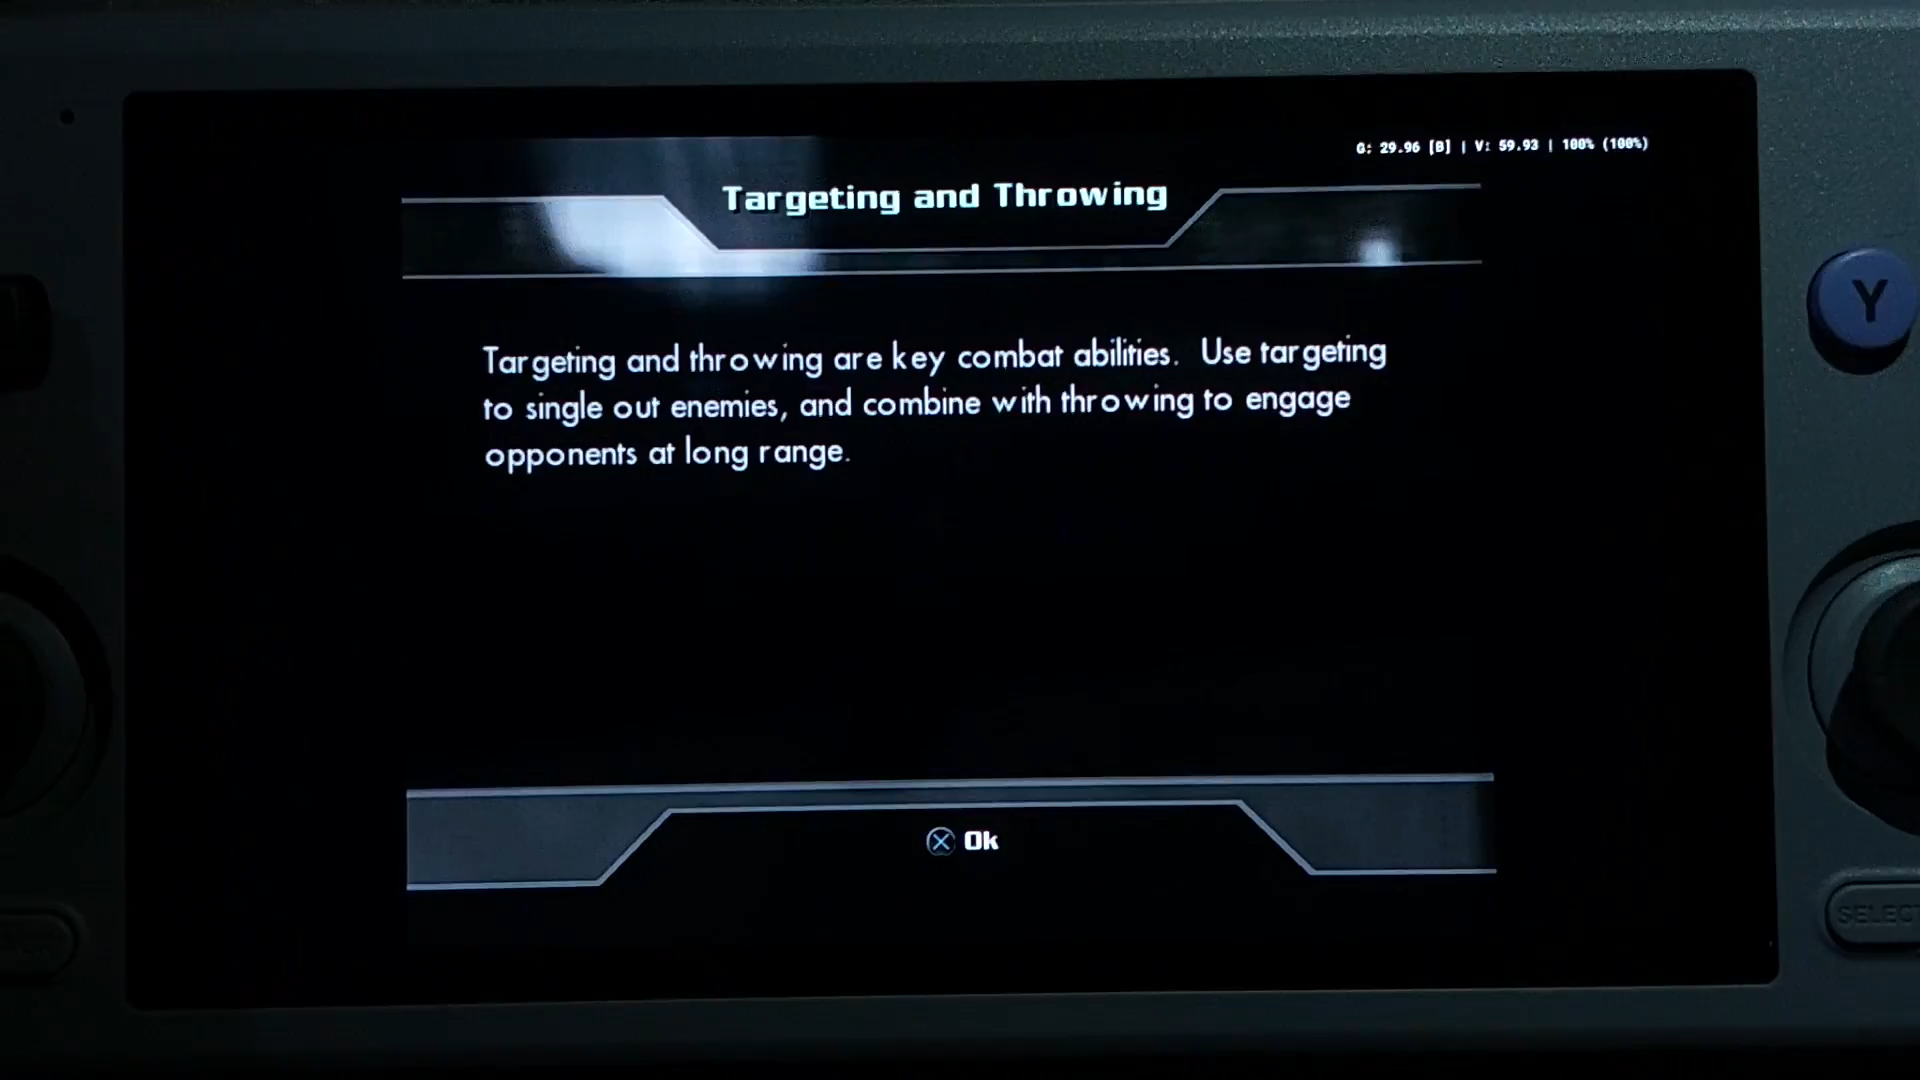 G: 29.96 [B] | V: 59.93 | 100% (100%)
Targeting and Throwing
Targeting and throwing are key combat abilities. Use targeting
to single out enemies, and combine with throwing to engage
opponents at long range.
Ok
Y
SELECT